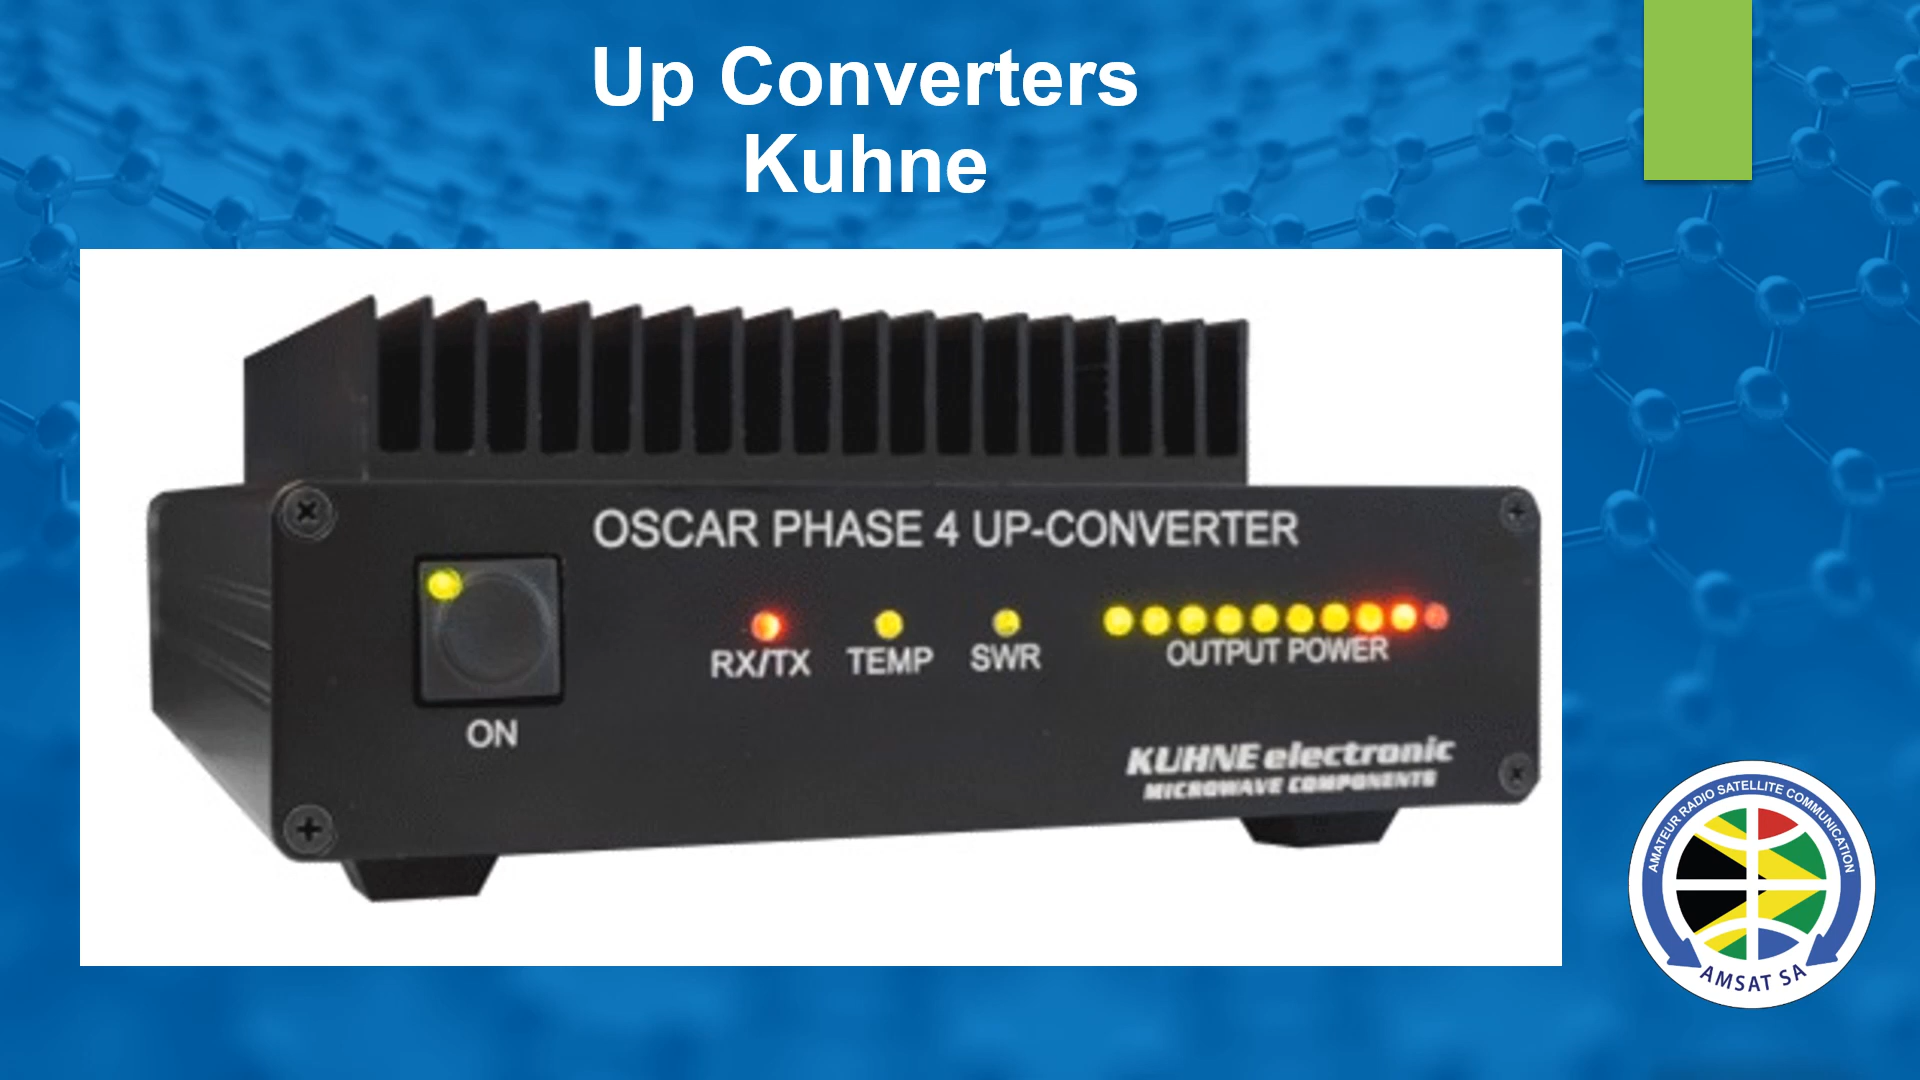 Up Converters
Kuhne
OSCAR PHASE 4 UP-CONVERTER
RX/TX TEMP SWR OUTPUT POWER
ON
KUHNE electronic
MICROWAVE COMPONENTS
AMATEUR RADIO SATELLITE COMMUNICATION
AMSAT SA